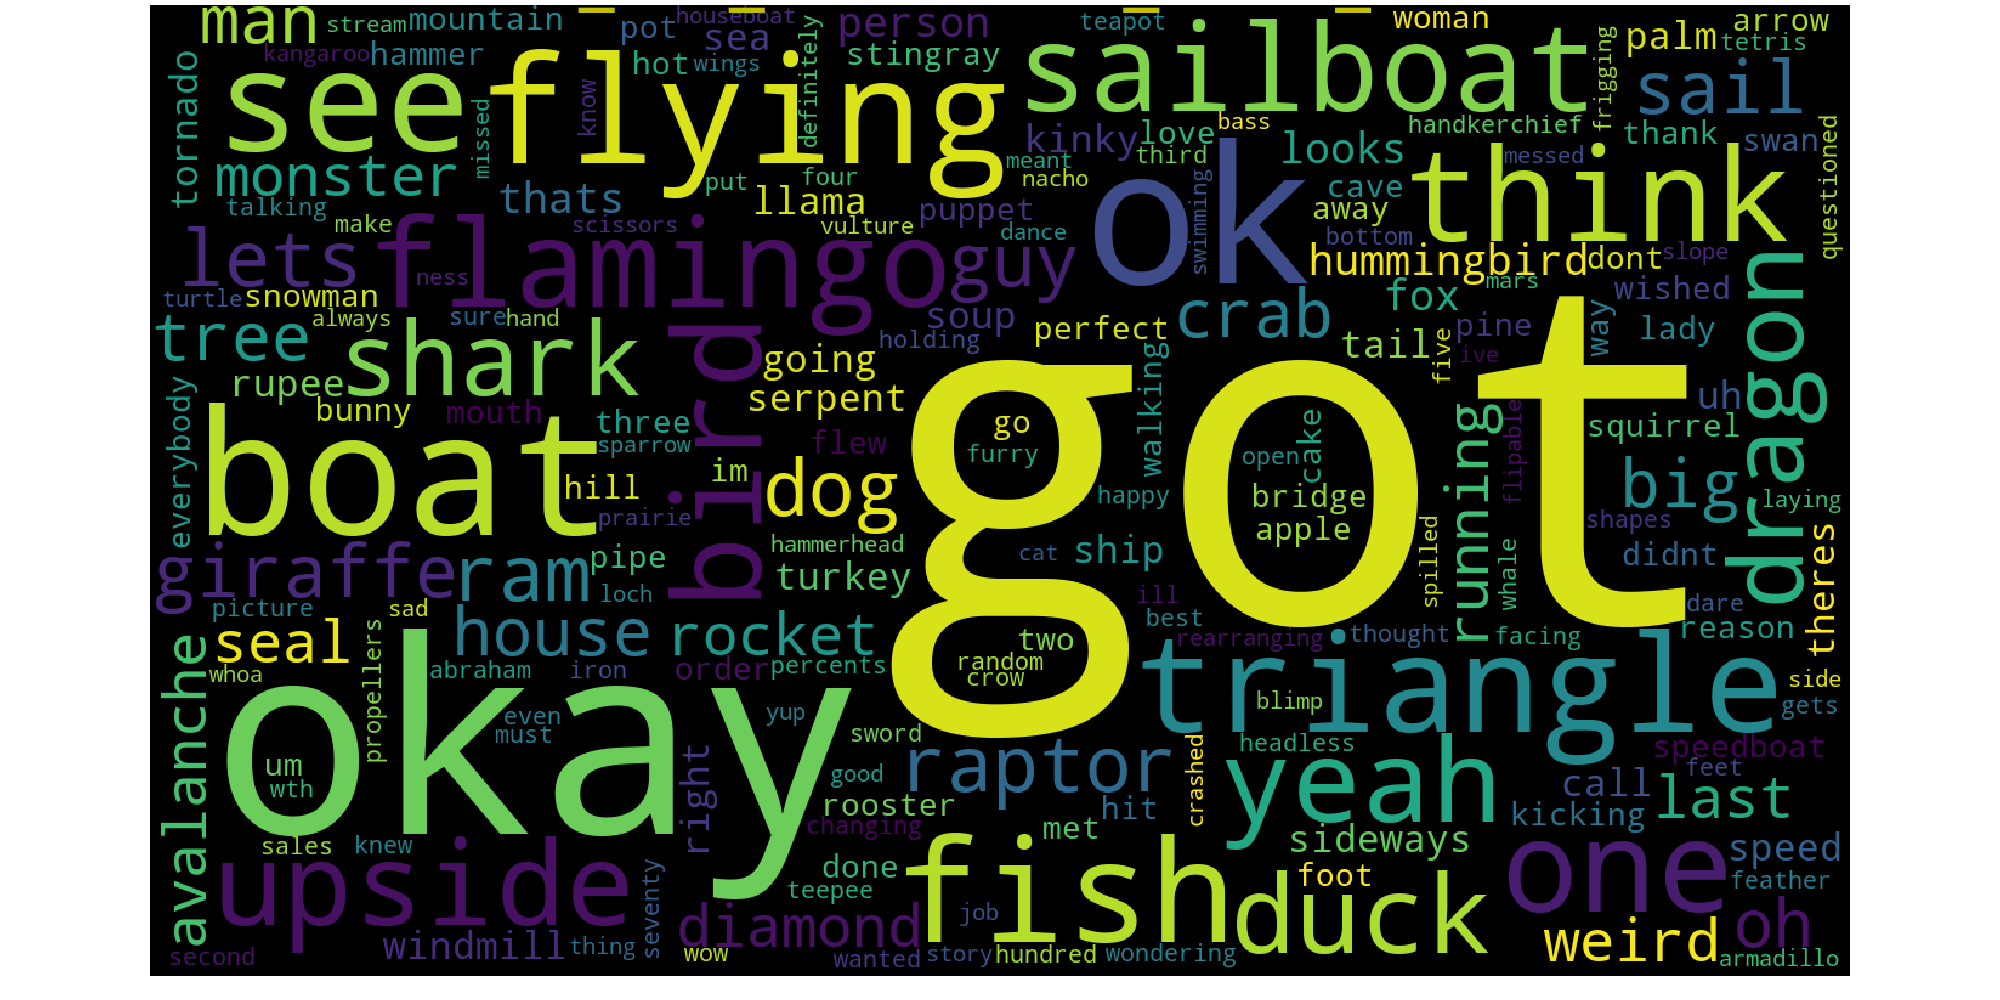 man
stream
mountain
houseboat
pot
sea
person
teapot
woman
arrow
kangaroo
hammer
hot
wings
definitely
stingray
sailboat
frigging
palm
tetris
tornado
see
missed
flying
know
kinky
love
bass
handkerchief
sail
thank
swan
questioned
monster
thats
put
four
meant
nacho
third
looks
messed
talking
llama
puppet
ok
cave
think
make
scissors
vulture
dance
swimming
away
bottom
lets
flamingo
guy
hummingbird
dont
slope
ness
mars
turtle
snowman
fox
wished
dragon
always
sure
hand
soup
crab
tree
shark
bird
holding
perfect
tail
five
pine
ive
way
lady
going
rupee
serpent
walking
got
uh
everybody
bunny
mouth
three
flew
go
cake
running
flipable
squirrel
boat
sparrow
im
dog
furry
open
big
hill
happy
bridge
laying
prairie
apple
spilled
shapes
giraffe
ram
pipe
hammerhead
cat
ship
whale
didnt
theres
turkey
loch
ill
picture
sad
best
dare
seal
house
rocket
two
rearranging
thought
facing
reason
avalanche
whoa
propellers
abraham
iron
order
percents
random
crow
triangle
side
okay
even
must
yup
sword
blimp
gets
um
wth
right
good
raptor
crashed
headless
yeah
speedboat
feet
rooster
hit
call
last
changing
met
kicking
sales
knew
upside
seventy
done
teepee
fish
sideways
foot
duck
one
speed
feather
diamond
job
oh
second
windmill
thing
wow
wanted
story
hundred
wondering
weird
armadillo